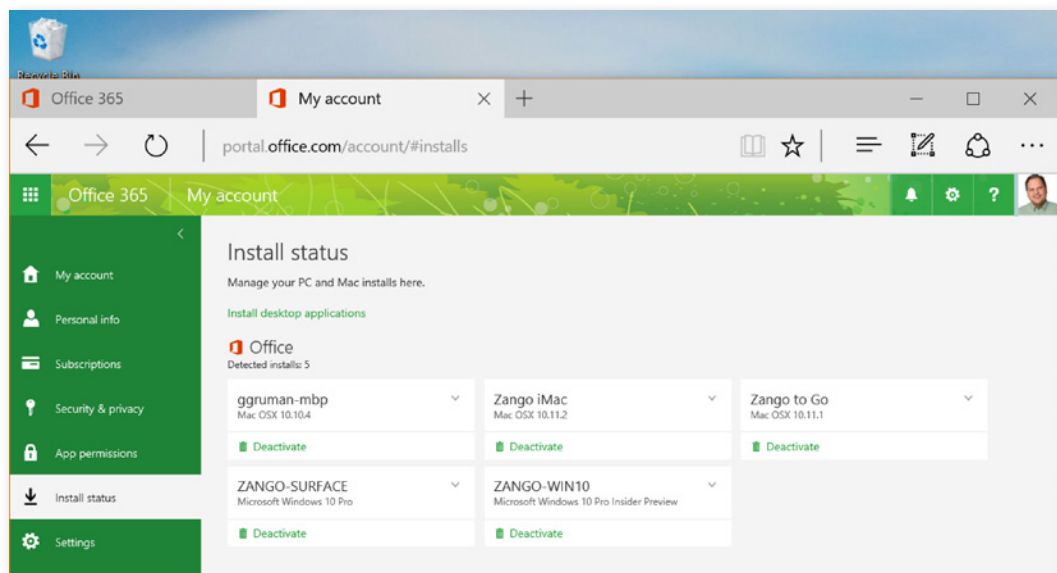 Recycle Bin
Office 365
My account
portal.office.com/account/#installs
Office 365
My account
?
My account
Personal info
Subscriptions
Security & privacy
App permissions
Install status
Settings
Install status
Manage your PC and Mac installs here.
Install desktop applications
Office
Detected installs: 5
ggruman-mbp
Mac OSX 10.10.4
Deactivate
Zango iMac
Mac OSX 10.11.2
Deactivate
Zango to Go
Mac OSX 10.11.1
Deactivate
ZANGO-SURFACE
Microsoft Windows 10 Pro
Deactivate
ZANGO-WIN10
Microsoft Windows 10 Pro Insider Preview
Deactivate